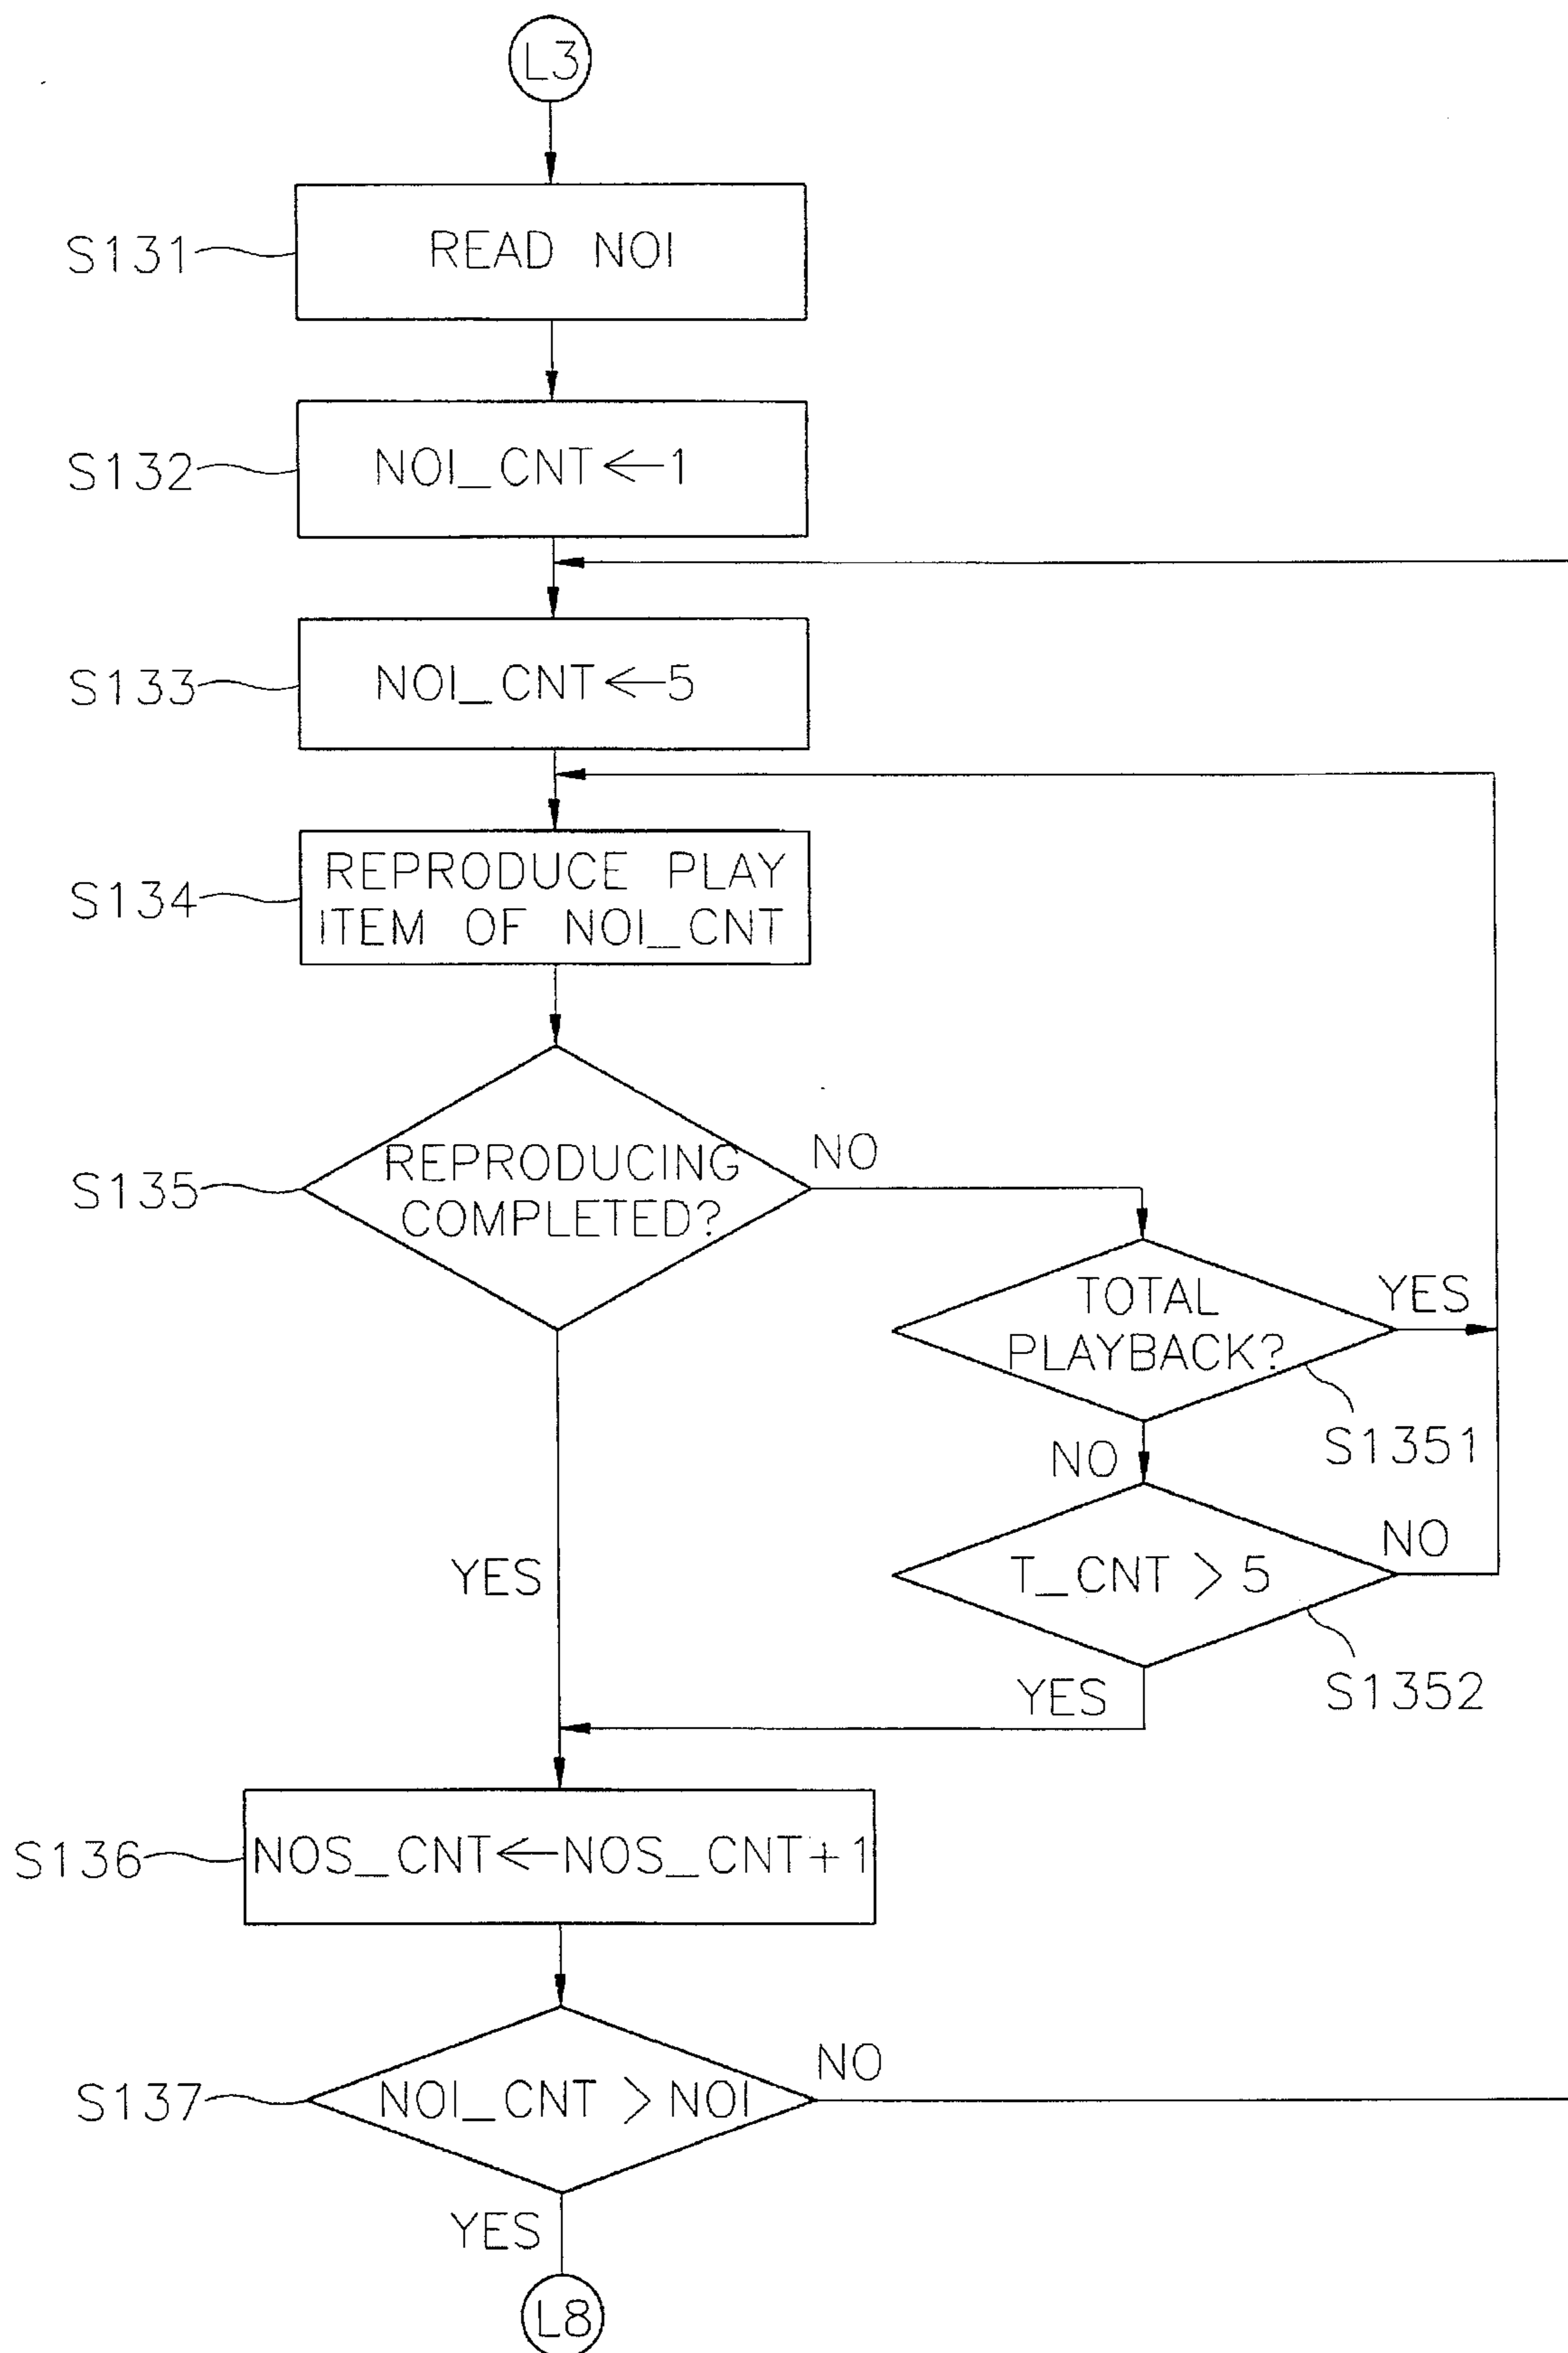 L3
S131
READ NOI
S132
NOI_CNT←1
S133
NOI_CNT←5
S134
REPRODUCE PLAY
ITEM OF NOI_CNT
S135
REPRODUCING
COMPLETED?
NO
TOTAL
PLAYBACK?
YES
S1351
NO
T_CNT > 5
NO
S1352
YES
YES
S136
NOS_CNT←NOS_CNT+1
S137
NOI_CNT > NOI
NO
YES
L8